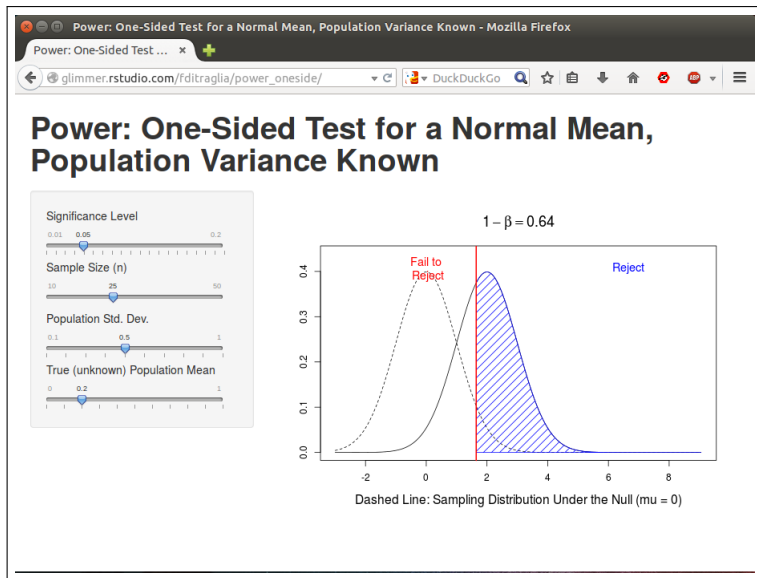 Power: One-Sided Test for a Normal Mean, Population Variance Known - Mozilla Firefox
Power: One-Sided Test ... ×
glimmer.rstudio.com/fditraglia/power_oneside/
DuckDuckGo
ABP
Power: One-Sided Test for a Normal Mean,
Population Variance Known
Significance Level
0.01 0.05 0.2
Sample Size (n)
10 25 50
Population Std. Dev.
0.1 0.5 1
True (unknown) Population Mean
0 0.2 1
1 − β = 0.64
Fail to
Reject
Reject
0.4
0.3
0.2
0.1
0.0
-2 0 2 4 6 8
Dashed Line: Sampling Distribution Under the Null (mu = 0)